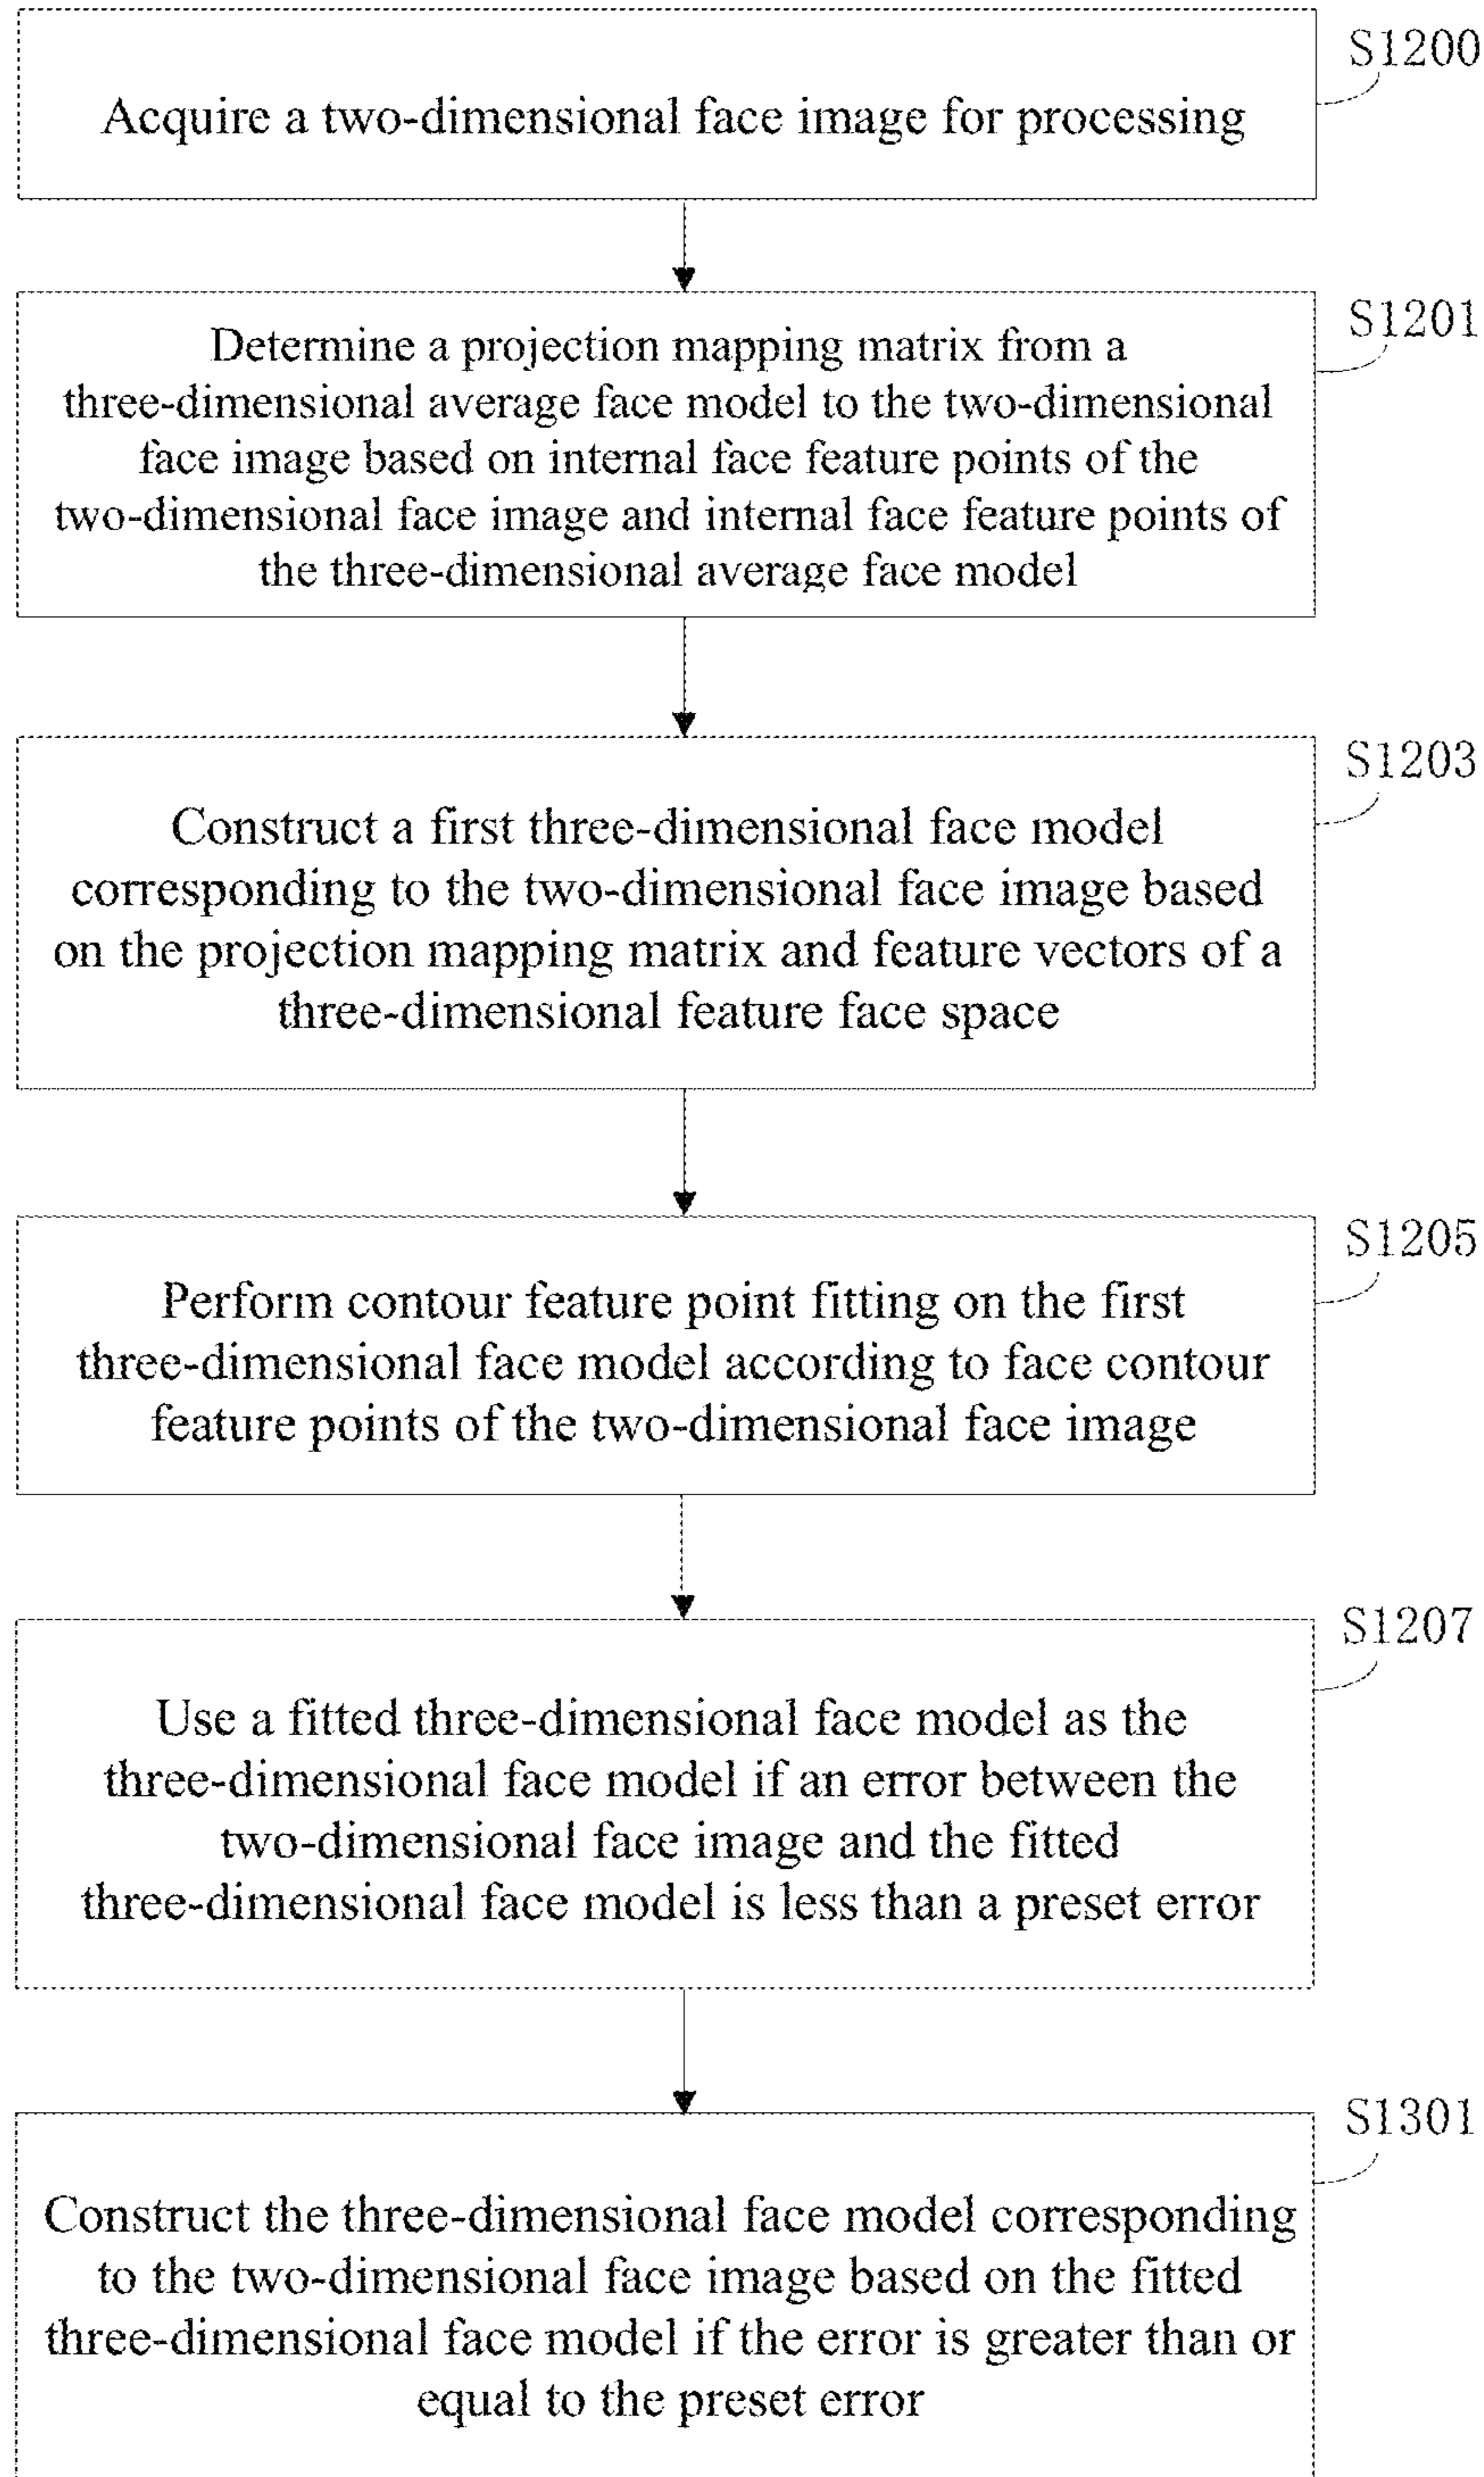 S1200
Acquire a two-dimensional face image for processing
S1201
Determine a projection mapping matrix from a
three-dimensional average face model to the two-dimensional
face image based on internal face feature points of the
two-dimensional face image and internal face feature points of
the three-dimensional average face model
S1203
Construct a first three-dimensional face model
corresponding to the two-dimensional face image based
on the projection mapping matrix and feature vectors of a
three-dimensional feature face space
S1205
Perform contour feature point fitting on the first
three-dimensional face model according to face contour
feature points of the two-dimensional face image
S1207
Use a fitted three-dimensional face model as the
three-dimensional face model if an error between the
two-dimensional face image and the fitted
three-dimensional face model is less than a preset error
S1301
Construct the three-dimensional face model corresponding
to the two-dimensional face image based on the fitted
three-dimensional face model if the error is greater than or
equal to the preset error